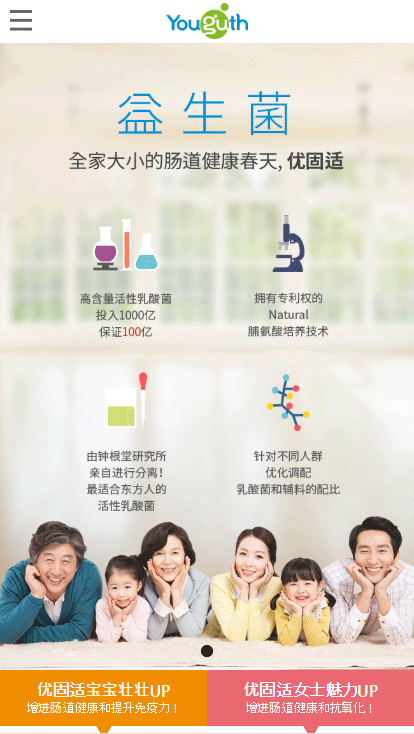 Youguth
益生菌
全家大小的肠道健康春天, 优固适
高含量活性乳酸菌
投入1000亿
保证100亿
拥有专利权的
Natural
脲氨酸培养技术
由钟根堂研究所
亲自进行分离!
最适合东方人的
活性乳酸菌
针对不同人群
优化调配
乳酸菌和辅料的配比
优固适宝宝壮壮UP
增进肠道健康和提升免疫力!
优固适女士魅力UP
增进肠道健康和抗氧化!